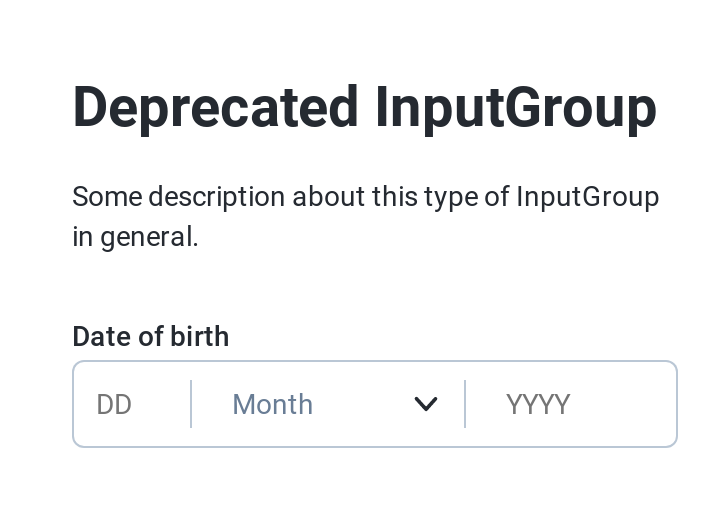 Deprecated InputGroup
Some description about this type of InputGroup
in general.
Date of birth
DD Month YYYY